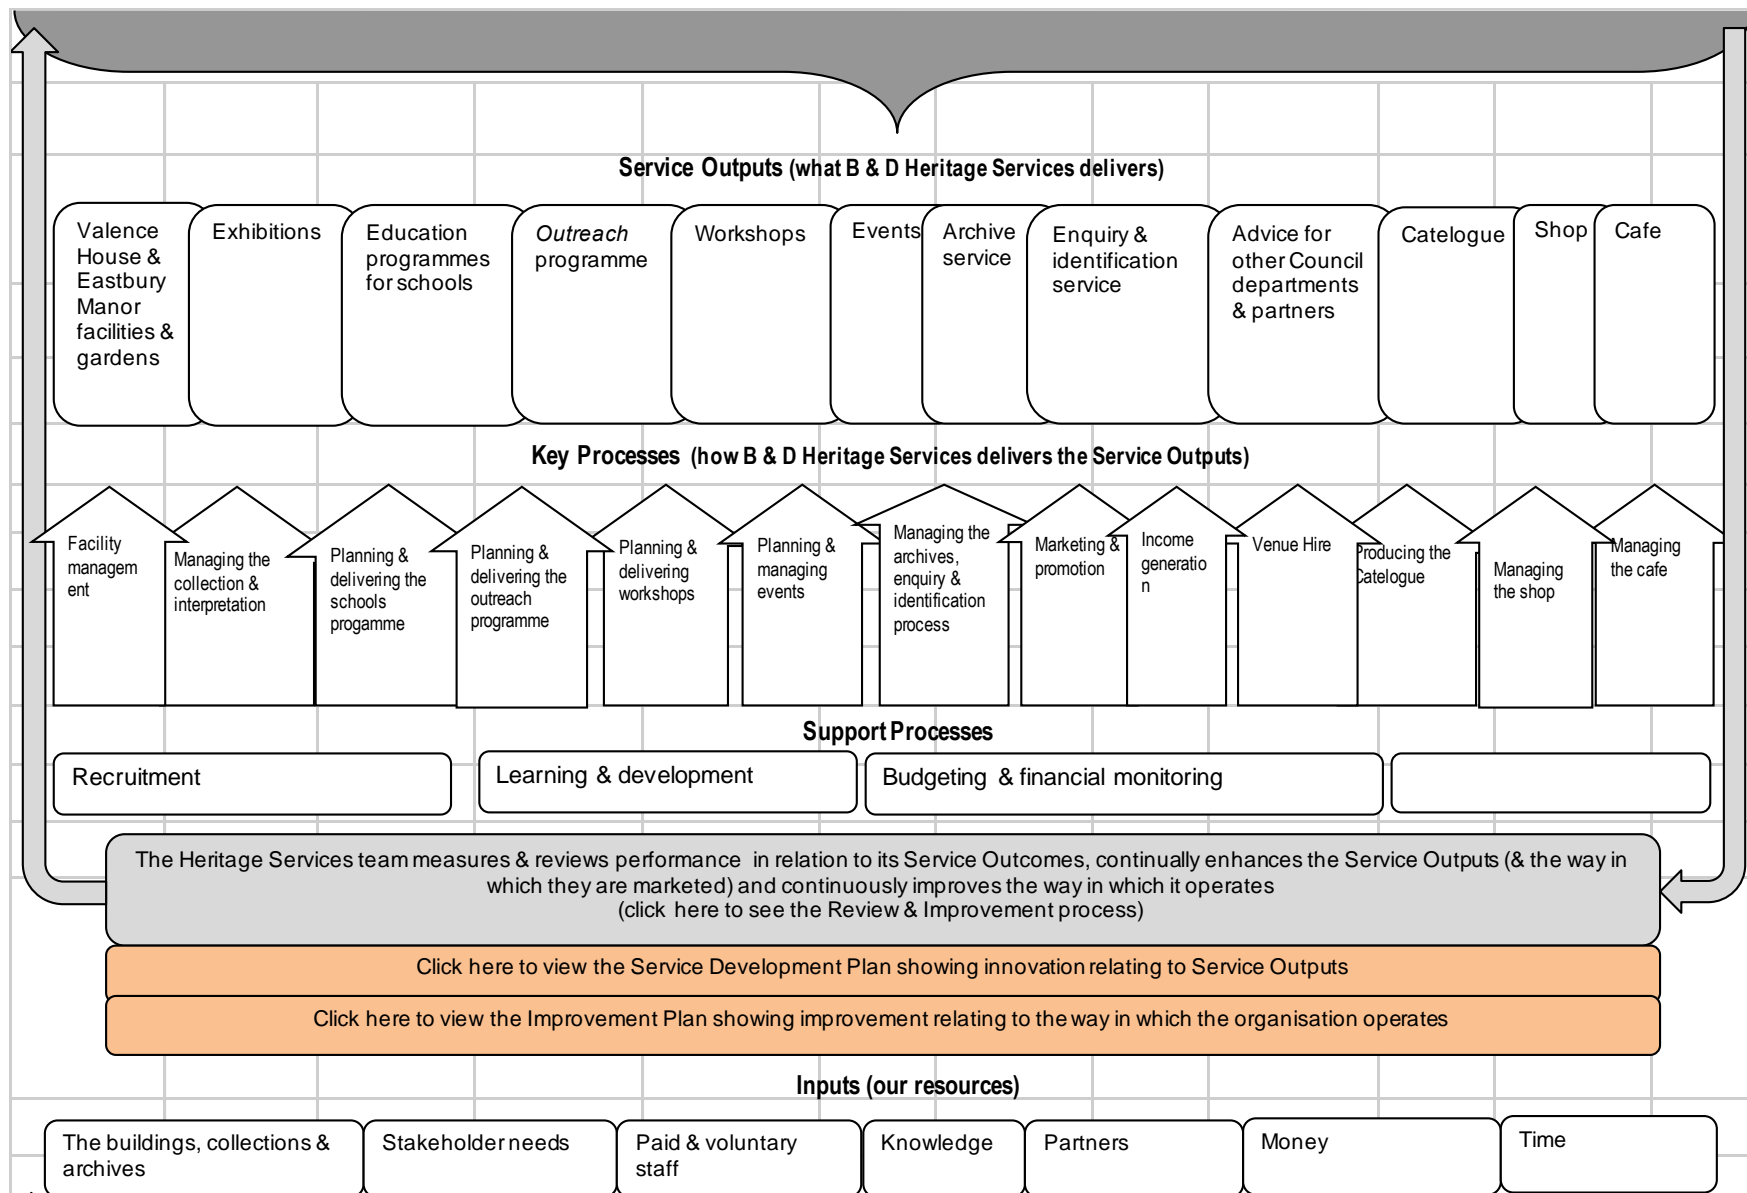 Service Outputs (what B & D Heritage Services delivers)
Valence
House &
Eastbury
Manor
facilities &
gardens
Exhibitions
Education
programmes
for schools
Outreach
programme
Workshops
Events
Archive
service
Enquiry &
identification
service
Advice for
other Council
departments
& partners
Catelogue
Shop
Cafe
Key Processes (how B & D Heritage Services delivers the Service Outputs)
Facility
managem
ent
Managing the
collection &
interpretation
Planning &
delivering the
schools
progamme
Planning &
delivering the
outreach
programme
Planning &
delivering
workshops
Planning &
managing
events
Managing the
archives,
enquiry &
identification
process
Marketing &
promotion
Income
generatio
n
Venue Hire
Producing the
Catelogue
Managing
the shop
Managing
the cafe
Support Processes
Recruitment
Learning & development
Budgeting & financial monitoring
The Heritage Services team measures & reviews performance in relation to its Service Outcomes, continually enhances the Service Outputs (& the way in
which they are marketed) and continuously improves the way in which it operates
(click here to see the Review & Improvement process)
Click here to view the Service Development Plan showing innovation relating to Service Outputs
Click here to view the Improvement Plan showing improvement relating to the way in which the organisation operates
Inputs (our resources)
The buildings, collections &
archives
Stakeholder needs
Paid & voluntary
staff
Knowledge
Partners
Money
Time